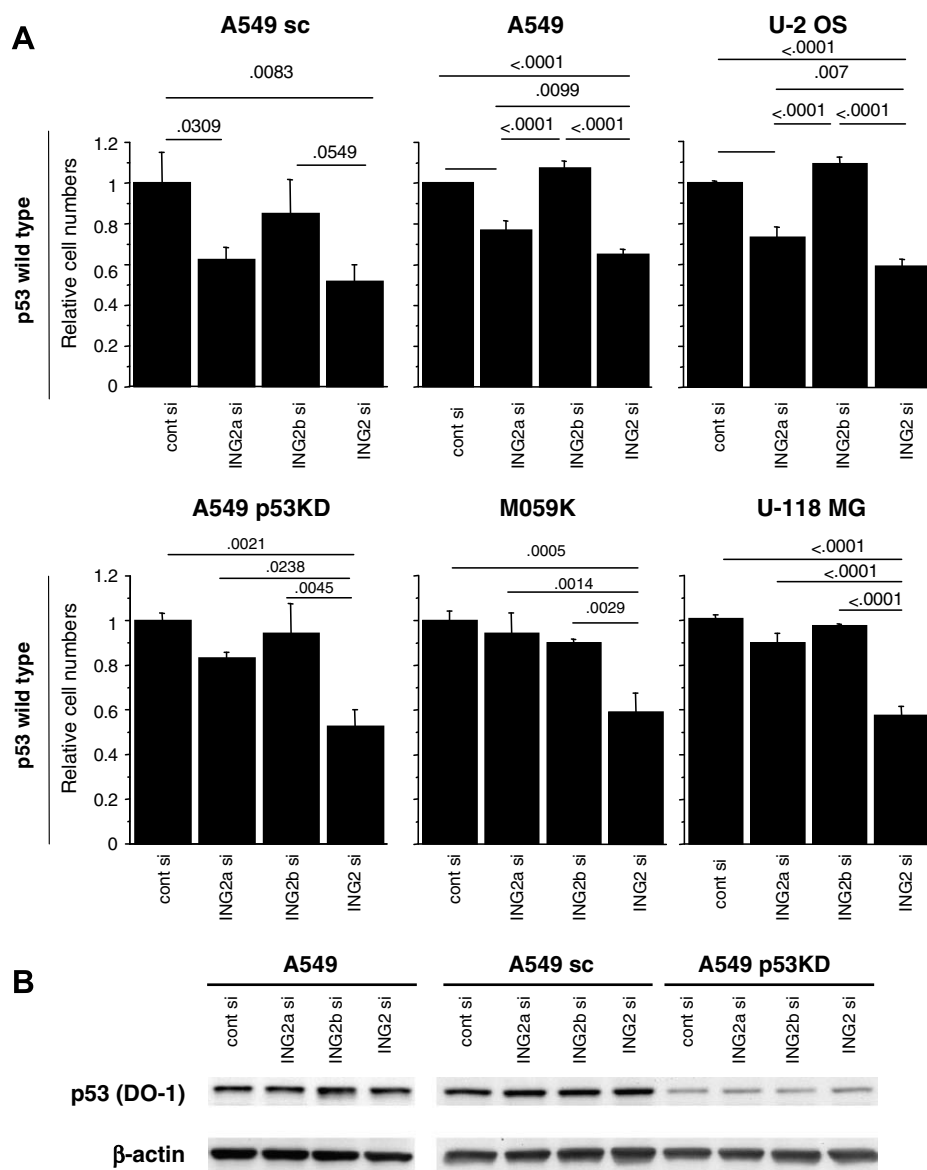 A
A549 sc
A549
U-2 OS
.0083
<.0001
<.0001
.0099
.007
.0309
.0549
<.0001
<.0001
<.0001
<.0001
p53 wild type
Relative cell numbers
1.2
1
0.8
0.6
0.4
0.2
0
cont si
ING2a si
ING2b si
ING2 si
cont si
ING2a si
ING2b si
ING2 si
cont si
ING2a si
ING2b si
ING2 si
A549 p53KD
M059K
U-118 MG
.0021
.0005
<.0001
.0238
.0014
<.0001
.0045
.0029
<.0001
p53 wild type
Relative cell numbers
1.2
1
0.8
0.6
0.4
0.2
0
cont si
ING2a si
ING2b si
ING2 si
cont si
ING2a si
ING2b si
ING2 si
cont si
ING2a si
ING2b si
ING2 si
B
A549
A549 sc
A549 p53KD
cont si
ING2a si
ING2b si
ING2 si
cont si
ING2a si
ING2b si
ING2 si
cont si
ING2a si
ING2b si
ING2 si
p53 (DO-1)
β-actin